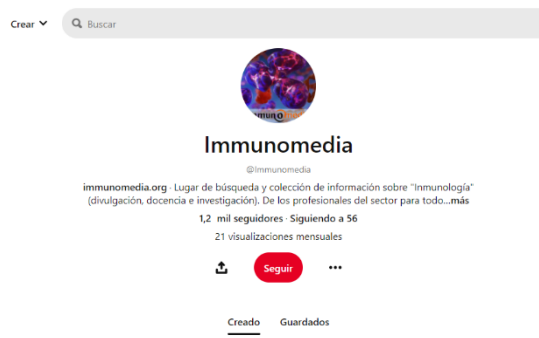 Crear
Buscar
Immunomedia
@Immunomedia
immunomedia.org · Lugar de búsqueda y colección de información sobre "Inmunología"
(divulgación, docencia e investigación). De los profesionales del sector para todo...más
1,2 mil seguidores · Siguiendo a 56
21 visualizaciones mensuales
Seguir
Creado Guardados